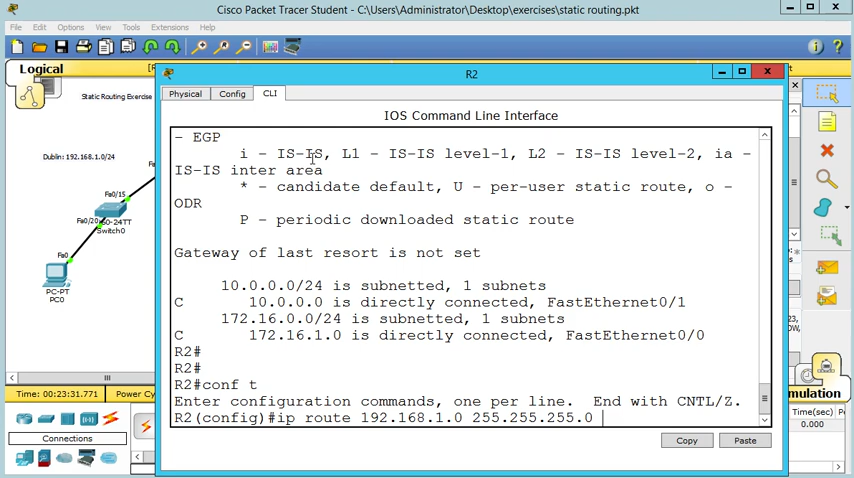 Cisco Packet Tracer Student - C:\Users\Administrator\Desktop\exercises\static routing.pkt
File Edit Options View Tools Extensions
Logical
R2
Physical Config CLI
Static Routing Exercise
IOS Command Line Interface
- EGP
i - IS-IS, L1 - IS-IS level-1, L2 - IS-IS level-2, ia -
IS-IS inter area
* - candidate default, U - per-user static route, o -
ODR
P - periodic downloaded static route
Gateway of last resort is not set
10.0.0.0/24 is subnetted, 1 subnets
C 10.0.0.0 is directly connected, FastEthernet0/1
172.16.0.0/24 is subnetted, 1 subnets
C 172.16.1.0 is directly connected, FastEthernet0/0
R2#
R2#
R2#conf t
Enter configuration commands, one per line. End with CNTL/Z.
R2(config)#ip route 192.168.1.0 255.255.255.0
Copy Paste
Dublin: 192.168.1.0/24
Fa0/15
Fa0/20
Switch0
Fa0
PC-PT
PC0
Time: 00:23:31.771 Power Cy
Connections
Time(sec)
0.000